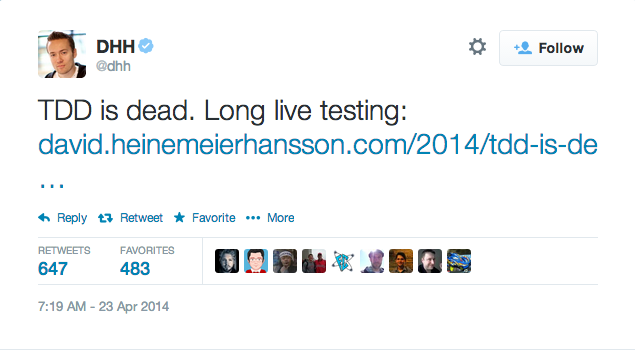 DHH
@dhh
Follow
TDD is dead. Long live testing:
david.heinemeierhansson.com/2014/tdd-is-de
...
Reply Retweet Favorite More
RETWEETS FAVORITES
647 483
7:19 AM - 23 Apr 2014